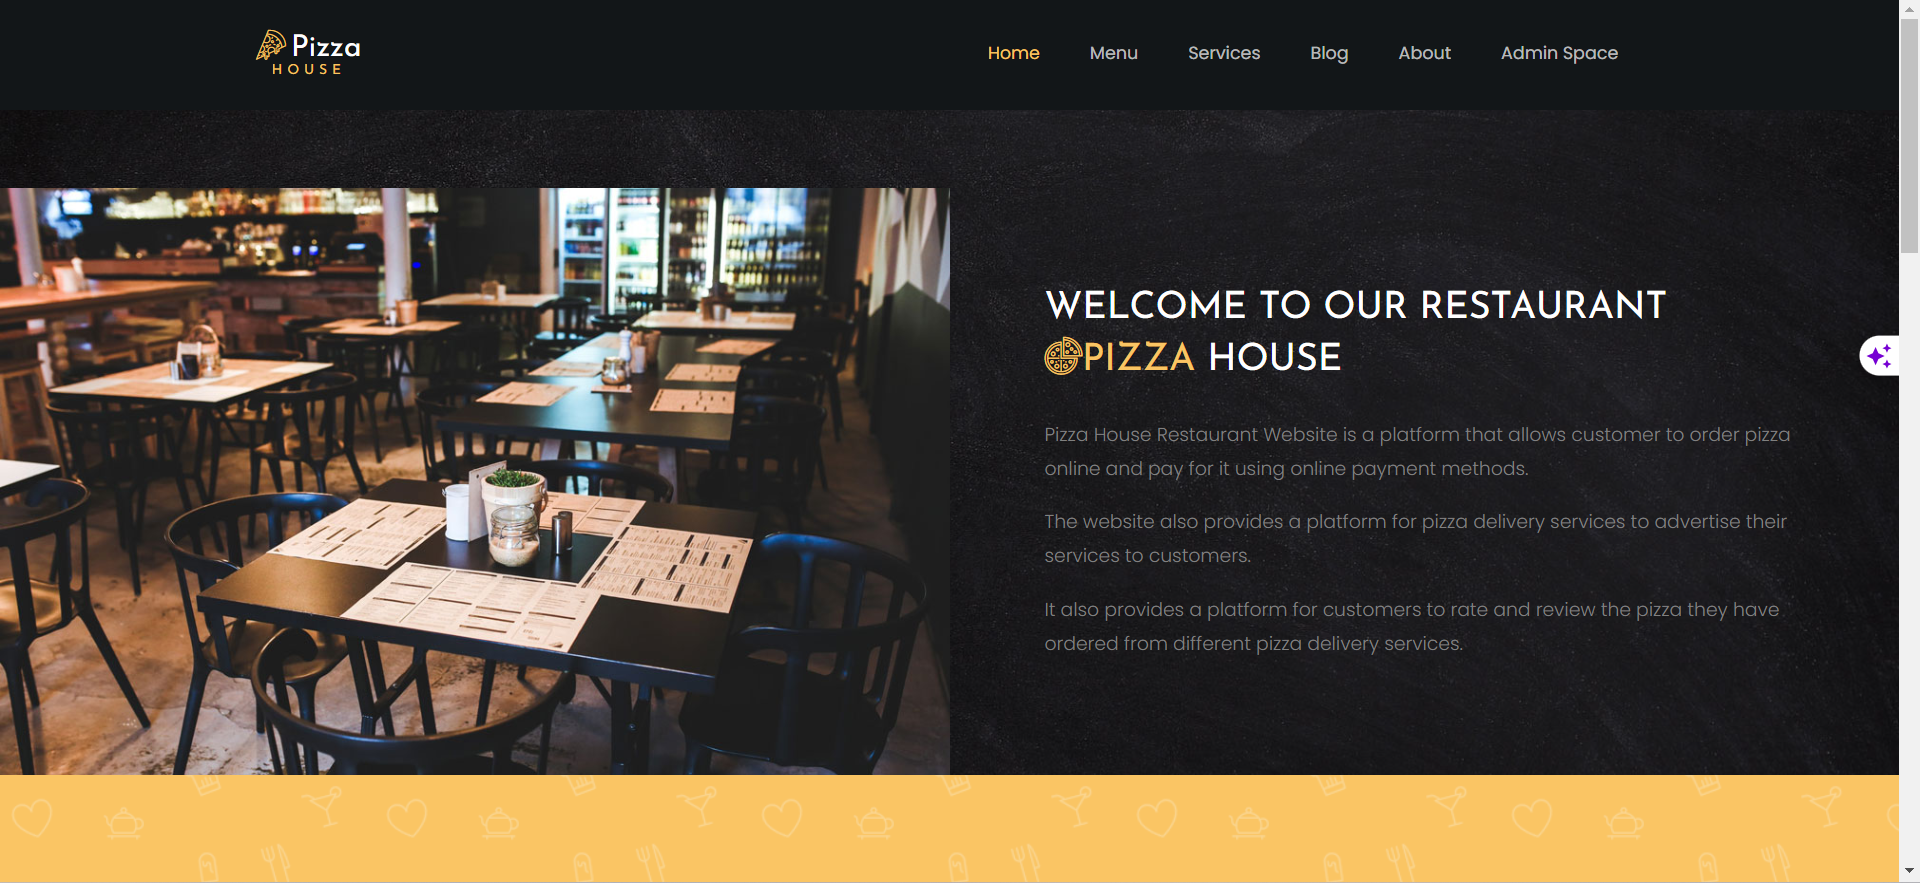 Pizza
HOUSE
Home Menu Services Blog About Admin Space
WELCOME TO OUR RESTAURANT
PIZZA HOUSE
Pizza House Restaurant Website is a platform that allows customer to order pizza
online and pay for it using online payment methods.
The website also provides a platform for pizza delivery services to advertise their
services to customers.
It also provides a platform for customers to rate and review the pizza they have
ordered from different pizza delivery services.